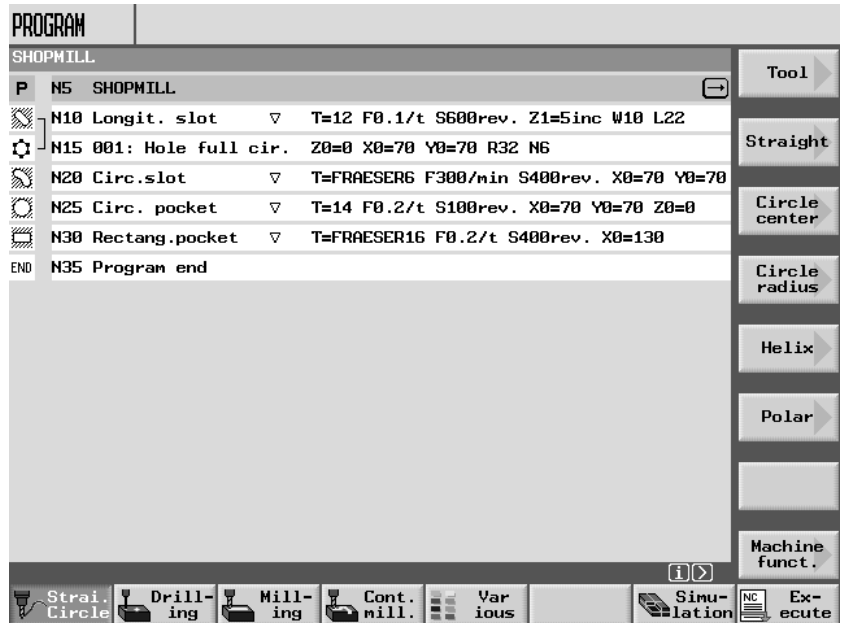 PROGRAM
SHOPMILL
P N5 SHOPMILL
N10 Longit. slot ▽ T=12 F0.1/t S600rev. Z1=5inc W10 L22
N15 001: Hole full cir. Z0=0 X0=70 Y0=70 R32 N6
N20 Circ.slot ▽ T=FRAESER6 F300/min S400rev. X0=70 Y0=70
N25 Circ. pocket ▽ T=14 F0.2/t S100rev. X0=70 Y0=70 Z0=0
N30 Rectang.pocket ▽ T=FRAESER16 F0.2/t S400rev. X0=130
END N35 Program end
Tool
Straight
Circle
center
Circle
radius
Helix
Polar
Machine
funct.
i
Strai.
Circle
Drill-
ing
Mill-
ing
Cont.
mill.
Var
ious
Simu-
lation
NC
Ex-
ecute